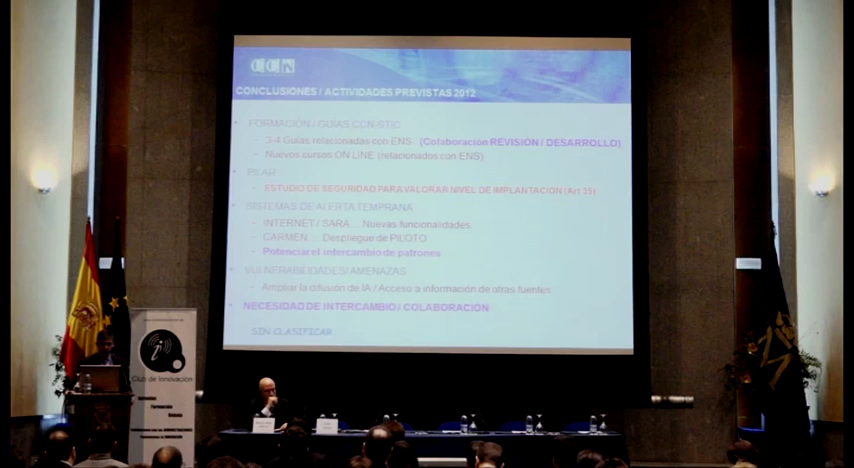 CCN
CONCLUSIONES / ACTIVIDADES PREVISTAS 2012
FORMACIÓN / GUÍAS CCN-STIC
- 3-4 Guías relacionadas con ENS. (Colaboración REVISIÓN / DESARROLLO)
- Nuevos cursos ON LINE (relacionados con ENS)
PILAR
- ESTUDIO DE SEGURIDAD PARA VALORAR NIVEL DE IMPLANTACIÓN (Art 35)
SISTEMAS DE ALERTA TEMPRANA
- INTERNET / SARA... Nuevas funcionalidades
- CARMEN.... Despliegue de PILOTO
- Potenciar el intercambio de patrones
VULNERABILIDADES/AMENAZAS
- Ampliar la difusión de IA / Acceso a información de otras fuentes
NECESIDAD DE INTERCAMBIO / COLABORACIÓN
SIN CLASIFICAR
i
Club de Innovación
Formación